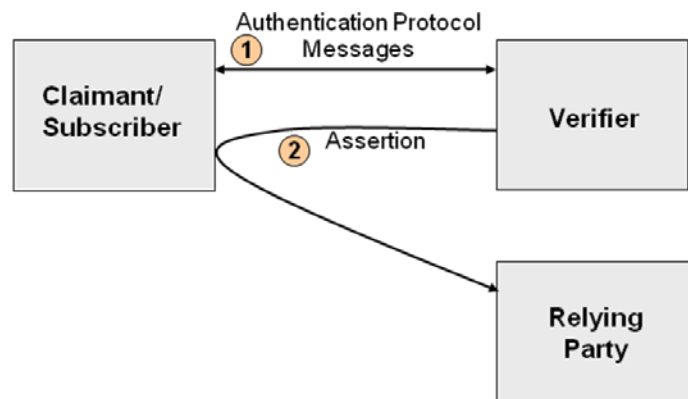 Authentication Protocol
1 Messages
Claimant/
Subscriber
Verifier
2 Assertion
Relying
Party